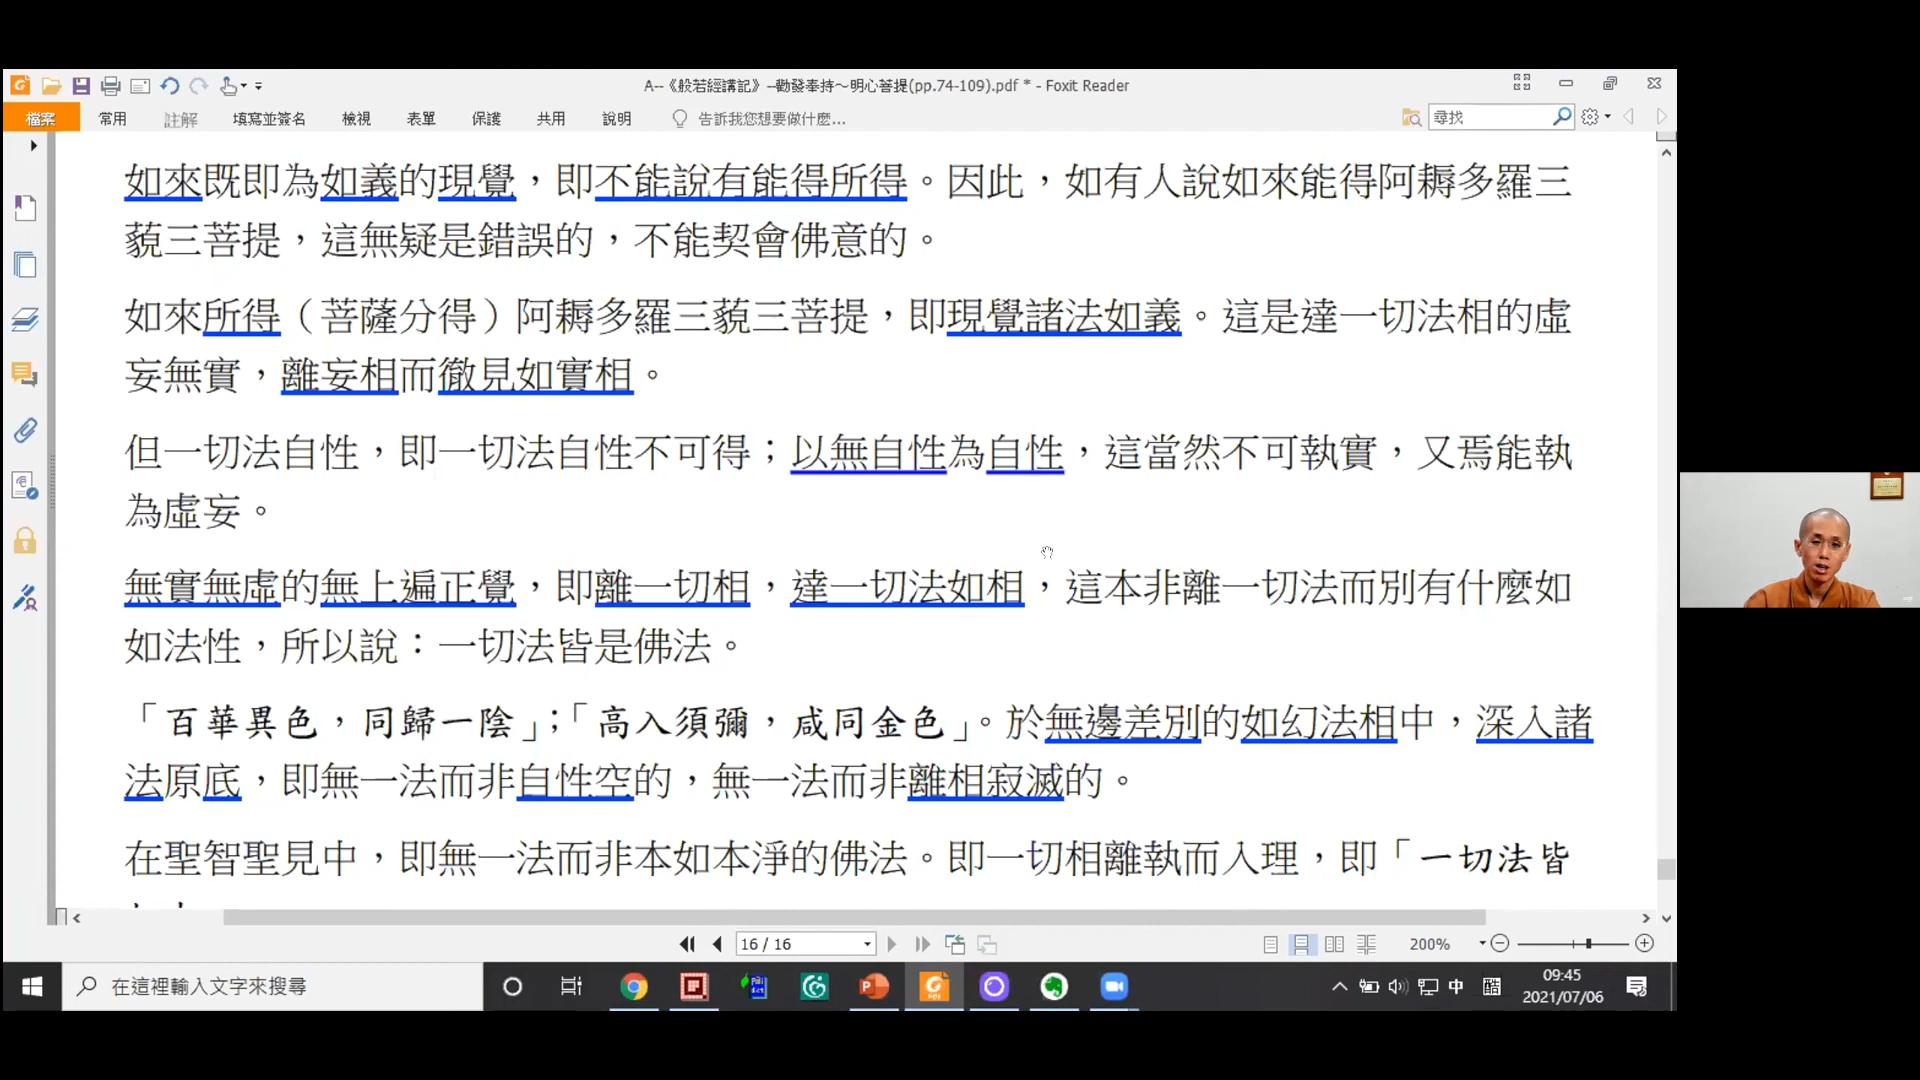 A--《般若經講記》--勸發奉持～明心菩提(pp.74-109).pdf * - Foxit Reader
檔案 常用 註解 填寫並簽名 檢視 表單 保護 共用 說明 告訴我您想要做什麼... 尋找
如來既即為如義的現覺，即不能說有能得所得。因此，如有人說如來能得阿耨多羅三
藐三菩提，這無疑是錯誤的，不能契會佛意的。
如來所得（菩薩分得）阿耨多羅三藐三菩提，即現覺諸法如義。這是達一切法相的虛
妄無實，離妄相而徹見如實相。
但一切法自性，即一切法自性不可得；以無自性為自性，這當然不可執實，又焉能執
為虛妄。
無實無虛的無上遍正覺，即離一切相，達一切法如相，這本非離一切法而別有什麼如
如法性，所以說：一切法皆是佛法。
「百華異色，同歸一陰」；「高入須彌，咸同金色」。於無邊差別的如幻法相中，深入諸
法原底，即無一法而非自性空的，無一法而非離相寂滅的。
在聖智聖見中，即無一法而非本如本淨的佛法。即一切相離執而入理，即「一切法皆
16 / 16 200%
在這裡輸入文字來搜尋 中 09:45
2021/07/06